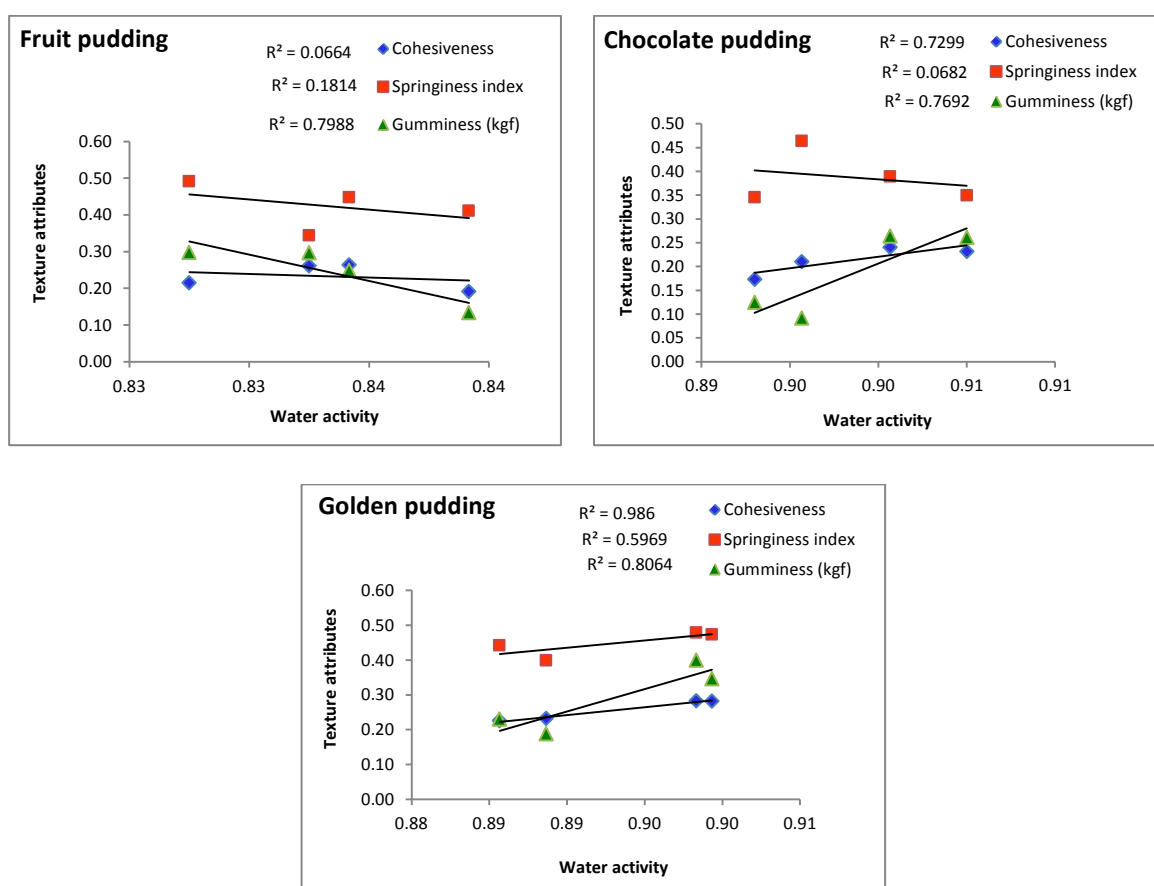 Fruit pudding
R² = 0.0664
Cohesiveness
R² = 0.1814
Springiness index
R² = 0.7988
Gumminess (kgf)
0.60
0.50
0.40
0.30
0.20
0.10
0.00
Texture attributes
0.83 0.83 0.84 0.84
Water activity
Chocolate pudding
R² = 0.7299
Cohesiveness
R² = 0.0682
Springiness index
R² = 0.7692
Gumminess (kgf)
0.50
0.45
0.40
0.35
0.30
0.25
0.20
0.15
0.10
0.05
0.00
Texture attributes
0.89 0.90 0.90 0.91 0.91
Water activity
Golden pudding
R² = 0.986
Cohesiveness
R² = 0.5969
Springiness index
R² = 0.8064
Gumminess (kgf)
0.60
0.50
0.40
0.30
0.20
0.10
0.00
Texture attributes
0.88 0.89 0.89 0.90 0.90 0.91
Water activity